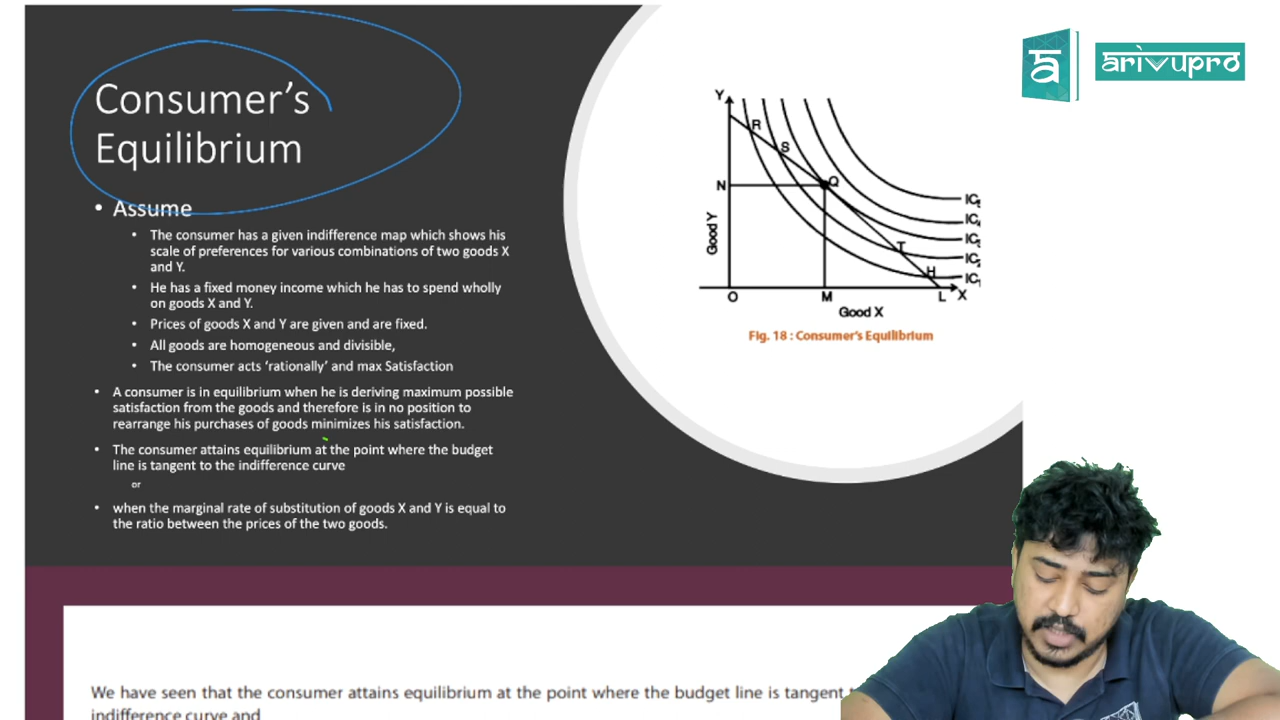 Consumer's
Equilibrium
• Assume
• The consumer has a given indifference map which shows his
scale of preferences for various combinations of two goods X
and Y.
• He has a fixed money income which he has to spend wholly
on goods X and Y.
• Prices of goods X and Y are given and are fixed.
• All goods are homogeneous and divisible,
• The consumer acts 'rationally' and max Satisfaction
• A consumer is in equilibrium when he is deriving maximum possible
satisfaction from the goods and therefore is in no position to
rearrange his purchases of goods minimizes his satisfaction.
• The consumer attains equilibrium at the point where the budget
line is tangent to the indifference curve
or
• when the marginal rate of substitution of goods X and Y is equal to
the ratio between the prices of the two goods.
Y
R
S
N
Q
Good Y
T
H
IC5
IC4
IC3
IC2
IC1
O
M
L
X
Good X
Fig. 18 : Consumer's Equilibrium
arivupro
We have seen that the consumer attains equilibrium at the point where the budget line is tangent
indifference curve and